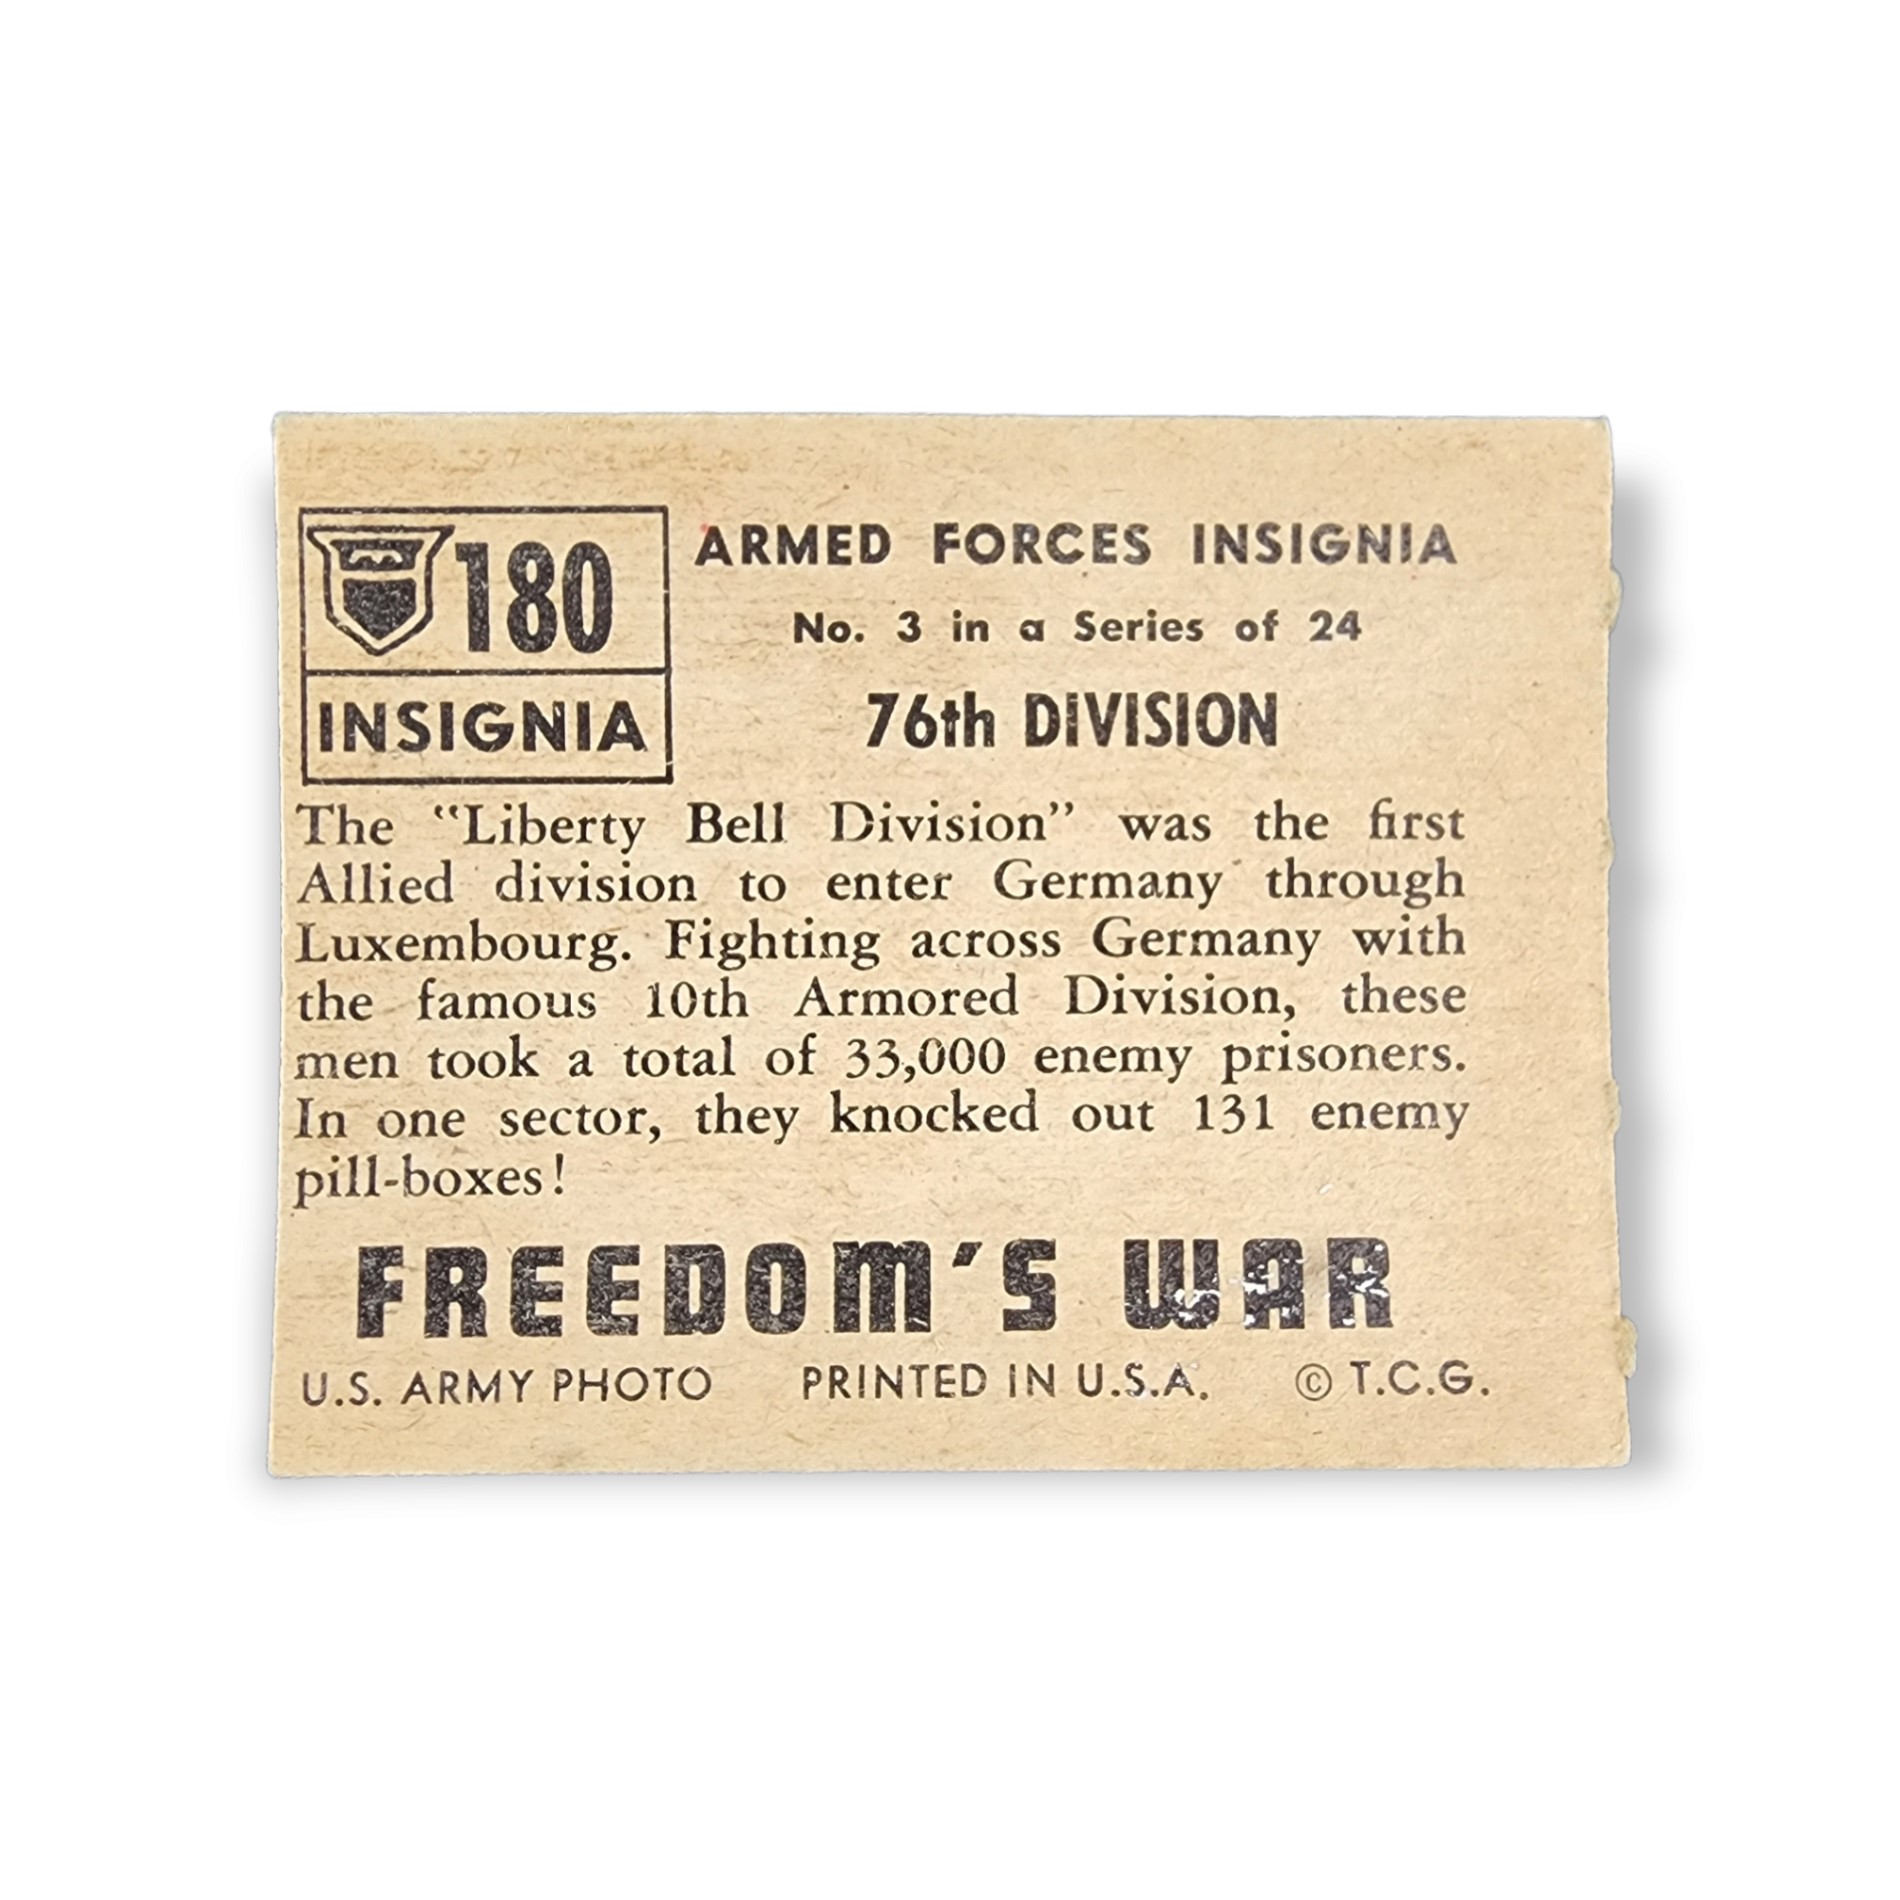 180
INSIGNIA
ARMED FORCES INSIGNIA
No. 3 in a Series of 24
76th DIVISION
The "Liberty Bell Division" was the first
Allied division to enter Germany through
Luxembourg. Fighting across Germany with
the famous 10th Armored Division, these
men took a total of 33,000 enemy prisoners.
In one sector, they knocked out 131 enemy
pill-boxes!
FREEDOM'S WAR
U.S. ARMY PHOTO PRINTED IN U.S.A. © T.C.G.